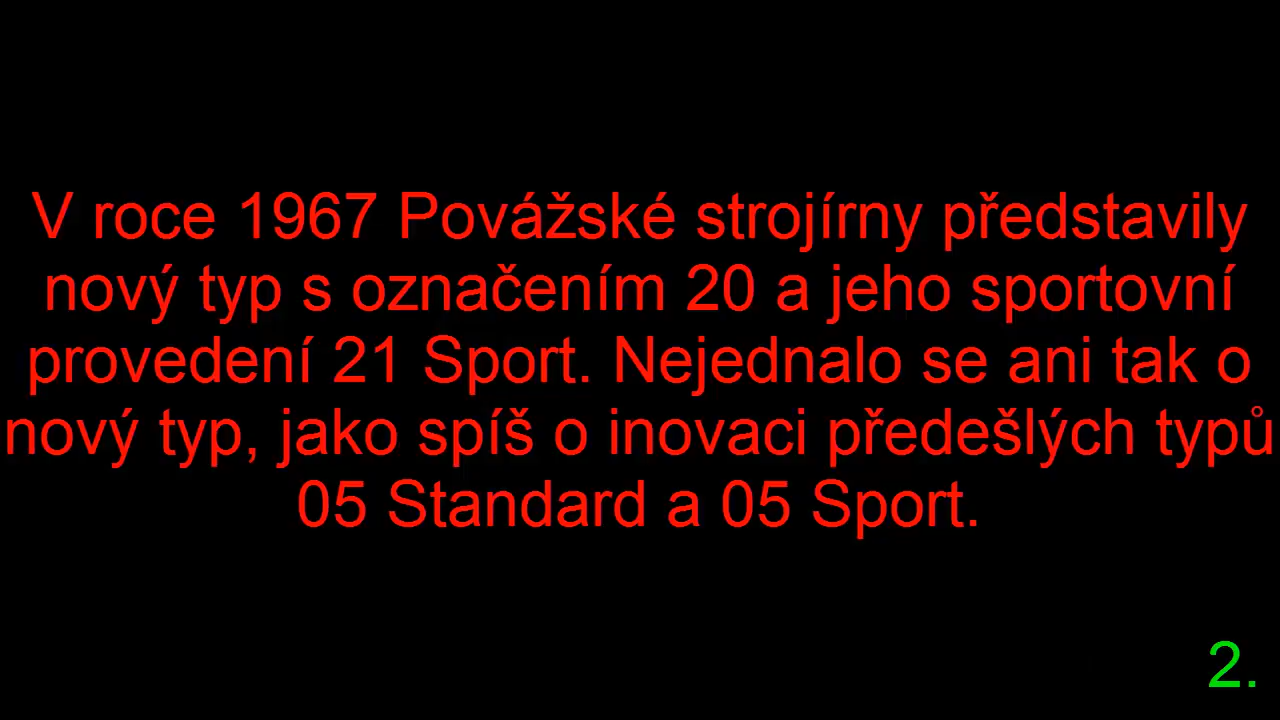 V roce 1967 Považské strojírny představily
nový typ s označením 20 a jeho sportovní
provedení 21 Sport. Nejednalo se ani tak o
nový typ, jako spíš o inovaci předešlých typů
05 Standard a 05 Sport.
2.